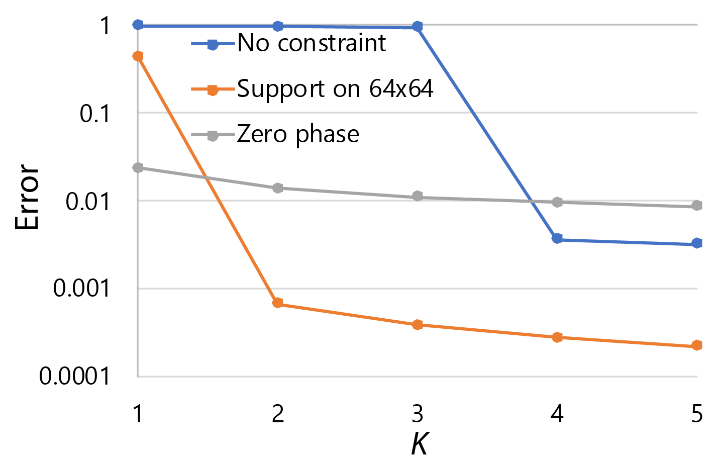 1
No constraint
Support on 64x64
0.1
Zero phase
Error
0.01
0.001
0.0001
1 2 3 4 5
K